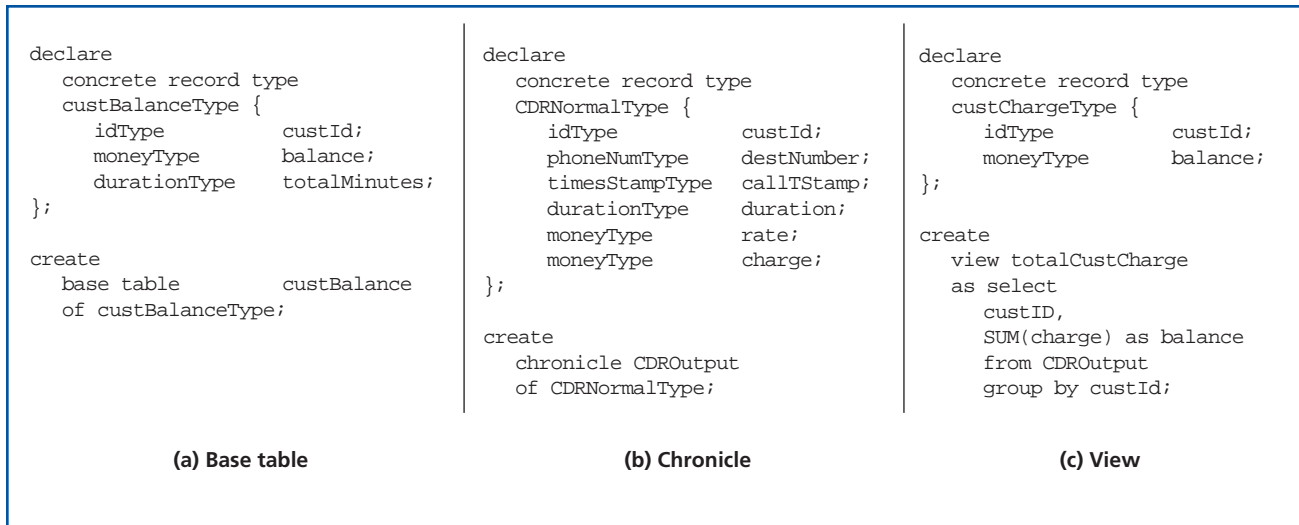 declare
concrete record type
custBalanceType {
idType custId;
moneyType balance;
durationType totalMinutes;
};
create
base table custBalance
of custBalanceType;
(a) Base table
declare
concrete record type
CDRNormalType {
idType custId;
phoneNumType destNumber;
timesStampType callTStamp;
durationType duration;
moneyType rate;
moneyType charge;
};
create
chronicle CDROutput
of CDRNormalType;
(b) Chronicle
declare
concrete record type
custChargeType {
idType custId;
moneyType balance;
};
create
view totalCustCharge
as select
custID,
SUM(charge) as balance
from CDROutput
group by custId;
(c) View